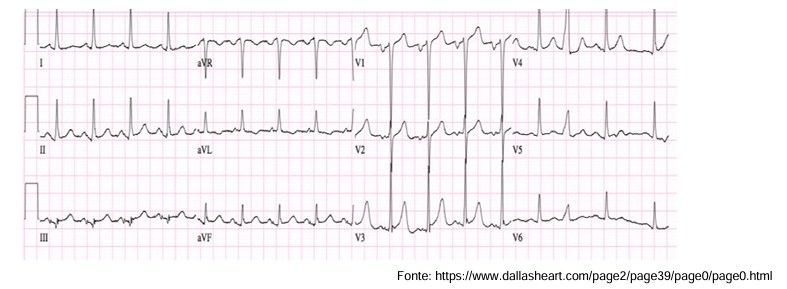 I aVR V1 V4
II aVL V2 V5
III aVF V3 V6
Fonte: https://www.dallasheart.com/page2/page39/page0/page0.html